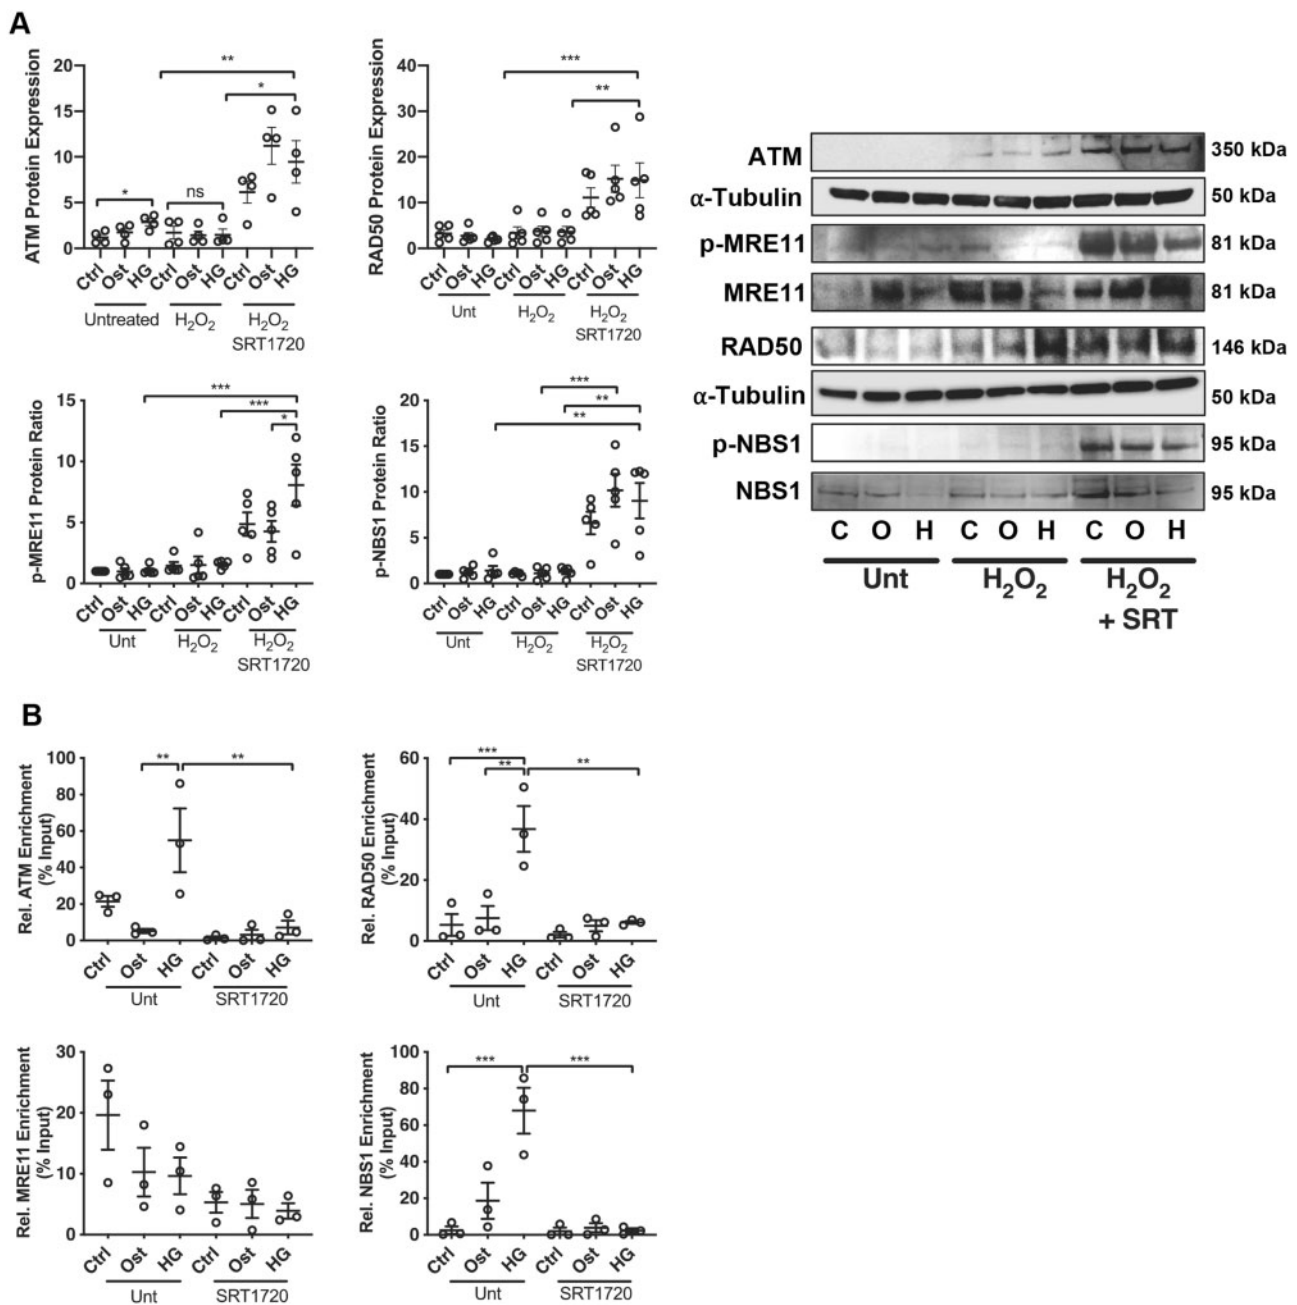 A
ATM Protein Expression
20
15
10
5
0
**
*
*
ns
Ctrl
Ost
HG
Ctrl
Ost
HG
Ctrl
Ost
HG
Untreated
H2O2
H2O2
SRT1720
RAD50 Protein Expression
40
30
20
10
0
***
**
Ctrl
Ost
HG
Ctrl
Ost
HG
Ctrl
Ost
HG
Unt
H2O2
H2O2
SRT1720
p-MRE11 Protein Ratio
15
10
5
0
***
***
*
Ctrl
Ost
HG
Ctrl
Ost
HG
Ctrl
Ost
HG
Unt
H2O2
H2O2
SRT1720
p-NBS1 Protein Ratio
20
15
10
5
0
***
**
**
Ctrl
Ost
HG
Ctrl
Ost
HG
Ctrl
Ost
HG
Unt
H2O2
H2O2
SRT1720
ATM 350 kDa
α-Tubulin 50 kDa
p-MRE11 81 kDa
MRE11 81 kDa
RAD50 146 kDa
α-Tubulin 50 kDa
p-NBS1 95 kDa
NBS1 95 kDa
C O H C O H C O H
Unt H2O2 H2O2
+ SRT
B
Rel. ATM Enrichment
(% Input)
100
80
60
40
20
0
**
**
Ctrl
Ost
HG
Ctrl
Ost
HG
Unt
SRT1720
Rel. RAD50 Enrichment
(% Input)
60
40
20
0
***
**
**
Ctrl
Ost
HG
Ctrl
Ost
HG
Unt
SRT1720
Rel. MRE11 Enrichment
(% Input)
30
20
10
0
Ctrl
Ost
HG
Ctrl
Ost
HG
Unt
SRT1720
Rel. NBS1 Enrichment
(% Input)
100
80
60
40
20
0
***
***
Ctrl
Ost
HG
Ctrl
Ost
HG
Unt
SRT1720